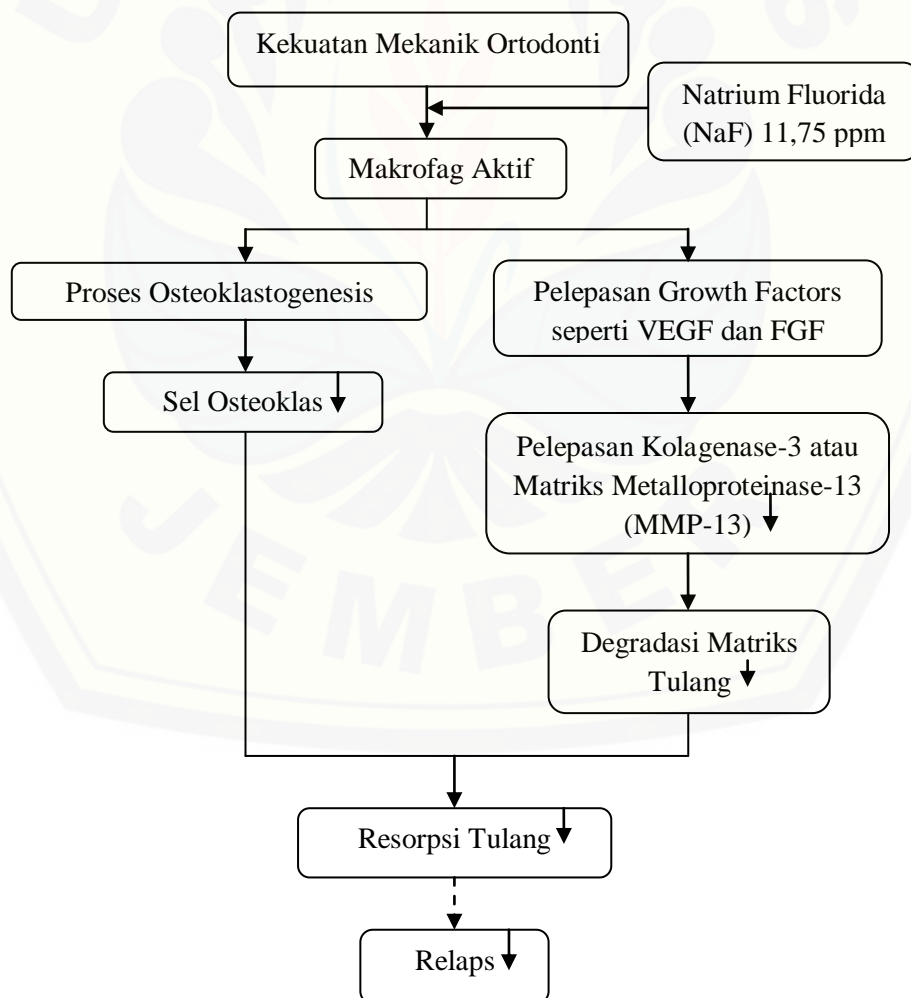 Kekuatan Mekanik Ortodonti
Natrium Fluorida
(NaF) 11,75 ppm
Makrofag Aktif
Proses Osteoklastogenesis
Pelepasan Growth Factors
seperti VEGF dan FGF
Sel Osteoklas
Pelepasan Kolagenase-3 atau
Matriks Metalloproteinase-13
(MMP-13)
Degradasi Matriks
Tulang
Resorpsi Tulang
Relaps
JEMBER